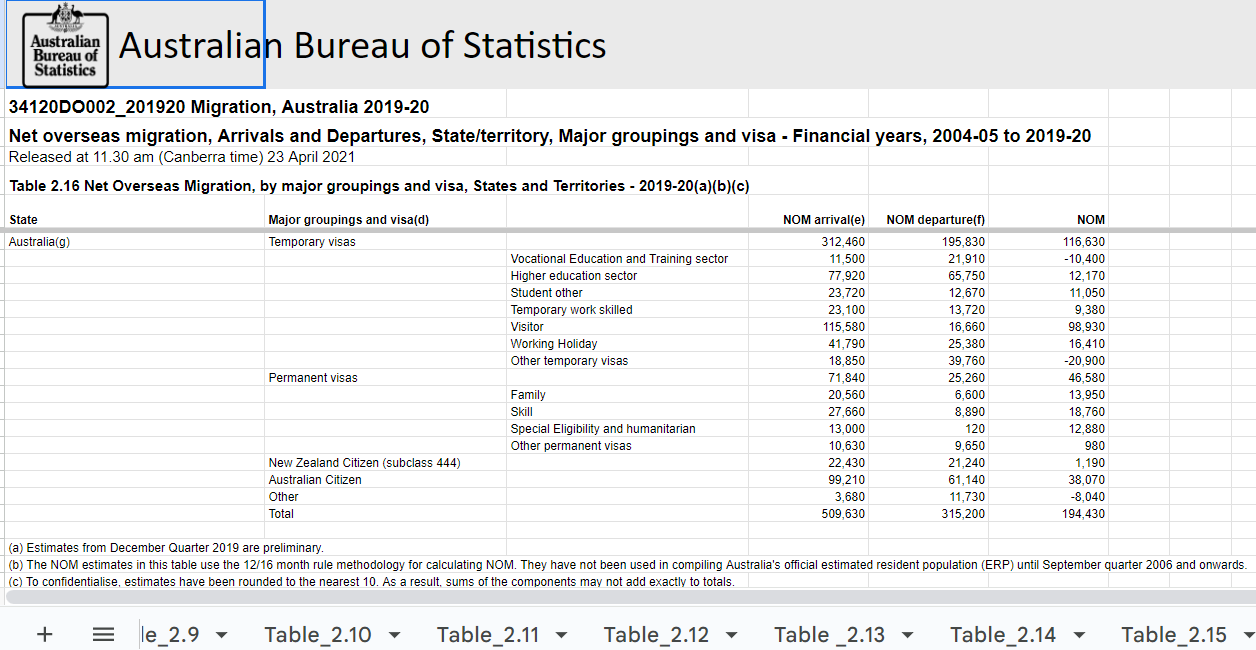 Australian
Bureau of
Statistics
Australian Bureau of Statistics
34120DO002_201920 Migration, Australia 2019-20
Net overseas migration, Arrivals and Departures, State/territory, Major groupings and visa - Financial years, 2004-05 to 2019-20
Released at 11.30 am (Canberra time) 23 April 2021
Table 2.16 Net Overseas Migration, by major groupings and visa, States and Territories - 2019-20(a)(b)(c)
State Major groupings and visa(d) NOM arrival(e) NOM departure(f) NOM
Australia(g) Temporary visas 312,460 195,830 116,630
Vocational Education and Training sector 11,500 21,910 -10,400
Higher education sector 77,920 65,750 12,170
Student other 23,720 12,670 11,050
Temporary work skilled 23,100 13,720 9,380
Visitor 115,580 16,660 98,930
Working Holiday 41,790 25,380 16,410
Other temporary visas 18,850 39,760 -20,900
Permanent visas 71,840 25,260 46,580
Family 20,560 6,600 13,950
Skill 27,660 8,890 18,760
Special Eligibility and humanitarian 13,000 120 12,880
Other permanent visas 10,630 9,650 980
New Zealand Citizen (subclass 444) 22,430 21,240 1,190
Australian Citizen 99,210 61,140 38,070
Other 3,680 11,730 -8,040
Total 509,630 315,200 194,430
(a) Estimates from December Quarter 2019 are preliminary.
(b) The NOM estimates in this table use the 12/16 month rule methodology for calculating NOM. They have not been used in compiling Australia's official estimated resident population (ERP) until September quarter 2006 and onwards.
(c) To confidentialise, estimates have been rounded to the nearest 10. As a result, sums of the components may not add exactly to totals.
le_2.9 Table_2.10 Table_2.11 Table_2.12 Table _2.13 Table_2.14 Table_2.15